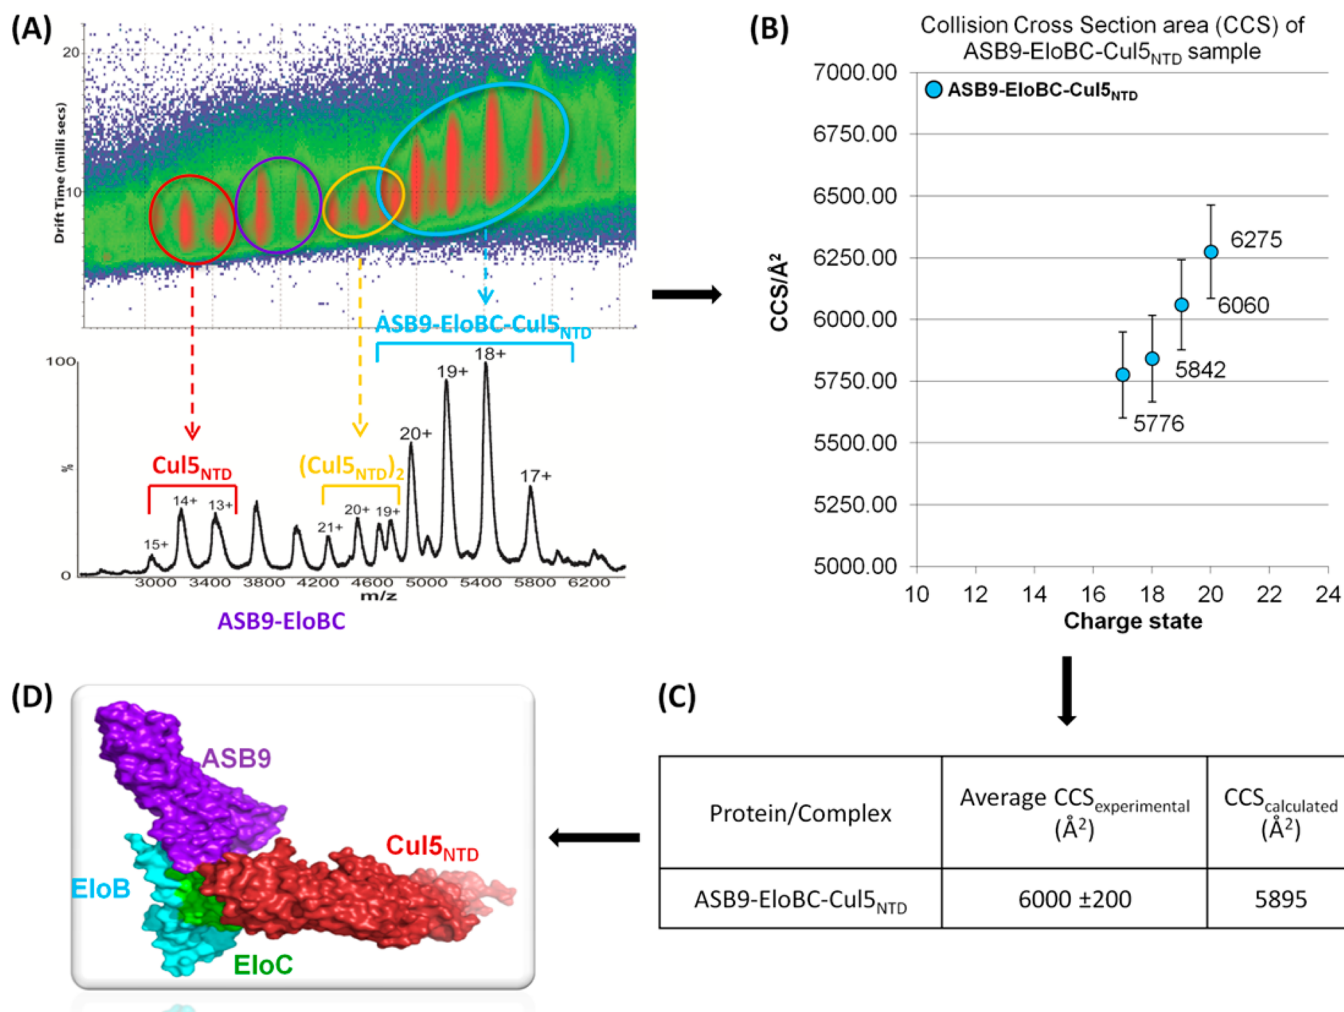 (A)
Drift Time (milli secs)
20
10
ASB9-EloBC-Cul5NTD
100
%
0
Cul5NTD
(Cul5NTD)2
15+ 14+ 13+ 21+ 20+ 19+ 20+ 19+ 18+ 17+
3000 3400 3800 4200 4600 5000 5400 5800 6200
m/z
ASB9-EloBC
(B)
Collision Cross Section area (CCS) of
ASB9-EloBC-Cul5NTD sample
ASB9-EloBC-Cul5NTD
CCS/Å²
7000.00
6750.00
6500.00
6250.00
6000.00
5750.00
5500.00
5250.00
5000.00
6275
6060
5842
5776
10 12 14 16 18 20 22 24
Charge state
(C)
Protein/Complex
Average CCSexperimental
(Å²)
CCScalculated
(Å²)
ASB9-EloBC-Cul5NTD 6000 ±200 5895
(D)
ASB9
Cul5NTD
EloB
EloC